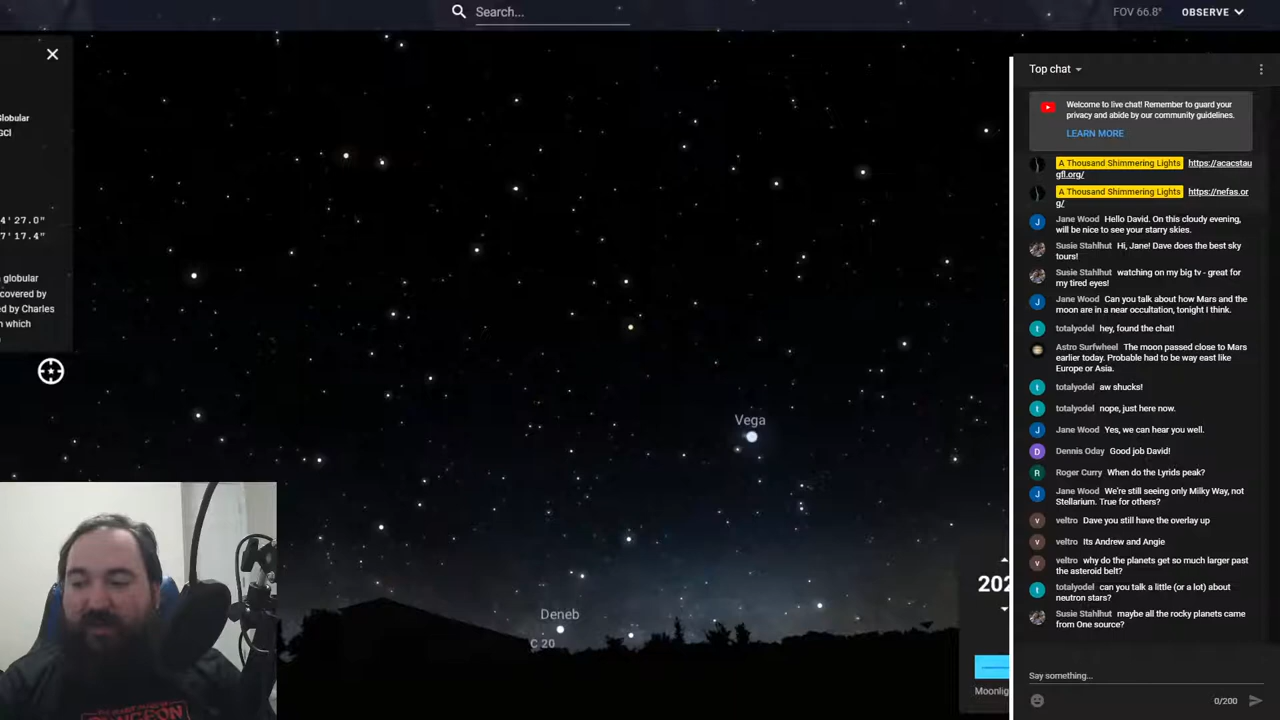 Search...
FOV 66.8°
OBSERVE
Globular
GCl
4' 27.0"
7' 17.4"
globular
covered by
ed by Charles
n which
Vega
Deneb
C 20
202
Moonlig
Top chat
Welcome to live chat! Remember to guard your
privacy and abide by our community guidelines.
LEARN MORE
A Thousand Shimmering Lights https://acacstau
gfl.org/
A Thousand Shimmering Lights https://nefas.or
g/
Jane Wood Hello David. On this cloudy evening,
will be nice to see your starry skies.
Susie Stahlhut Hi, Jane! Dave does the best sky
tours!
Susie Stahlhut watching on my big tv - great for
my tired eyes!
Jane Wood Can you talk about how Mars and the
moon are in a near occultation, tonight I think.
totalyodel hey, found the chat!
Astro Surfwheel The moon passed close to Mars
earlier today. Probable had to be way east like
Europe or Asia.
totalyodel aw shucks!
totalyodel nope, just here now.
Jane Wood Yes, we can hear you well.
Dennis Oday Good job David!
Roger Curry When do the Lyrids peak?
Jane Wood We're still seeing only Milky Way, not
Stellarium. True for others?
veltro Dave you still have the overlay up
veltro Its Andrew and Angie
veltro why do the planets get so much larger past
the asteroid belt?
totalyodel can you talk a little (or a lot) about
neutron stars?
Susie Stahlhut maybe all the rocky planets came
from One source?
Say something...
0/200